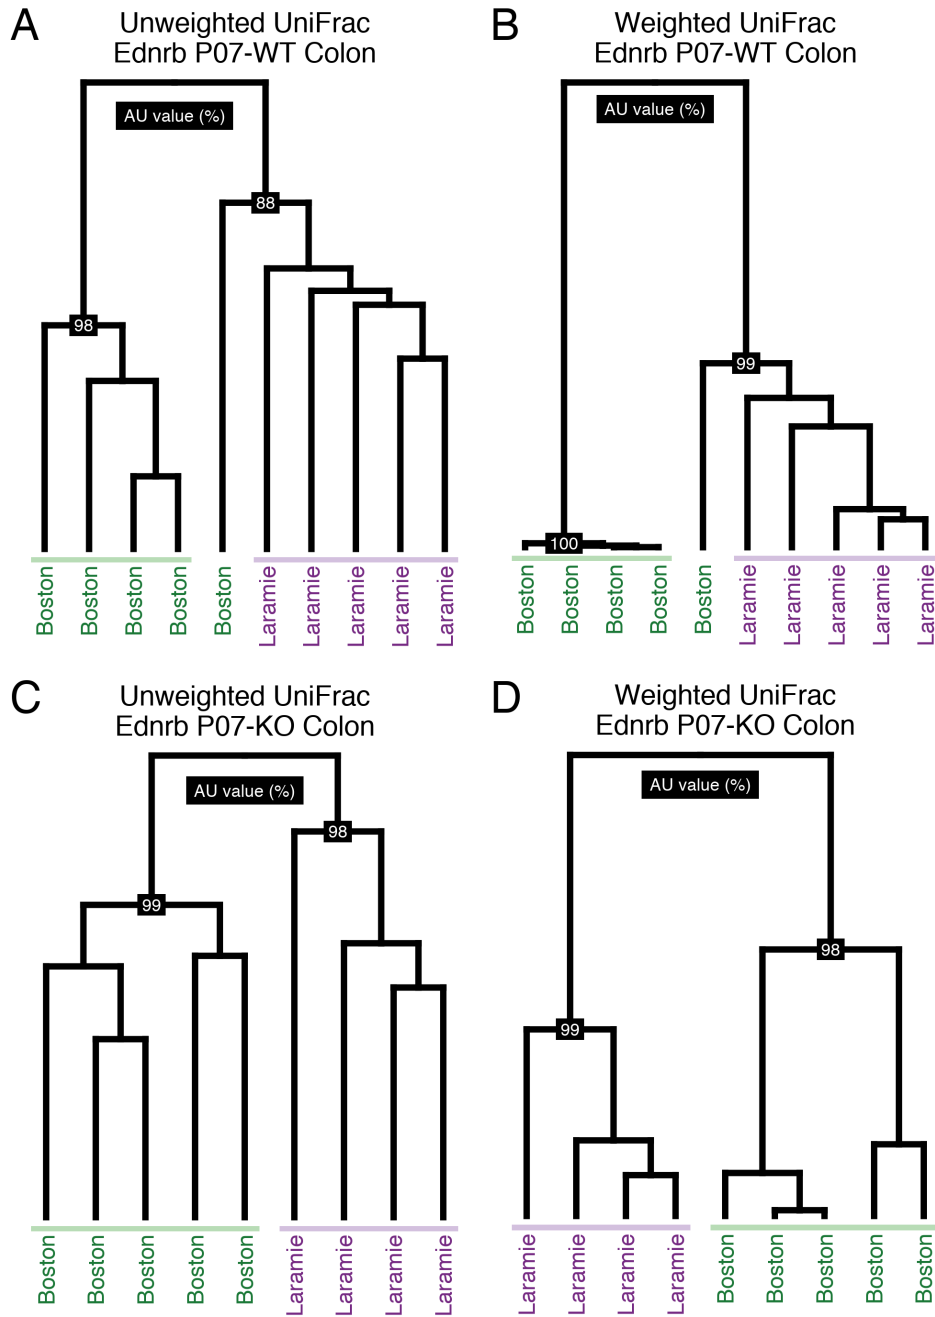 A
Unweighted UniFrac
Ednrb P07-WT Colon
AU value (%)
88
98
Boston
Boston
Boston
Boston
Boston
Laramie
Laramie
Laramie
Laramie
Laramie
B
Weighted UniFrac
Ednrb P07-WT Colon
AU value (%)
99
100
Boston
Boston
Boston
Boston
Boston
Laramie
Laramie
Laramie
Laramie
Laramie
C
Unweighted UniFrac
Ednrb P07-KO Colon
AU value (%)
98
99
Boston
Boston
Boston
Boston
Boston
Laramie
Laramie
Laramie
Laramie
D
Weighted UniFrac
Ednrb P07-KO Colon
AU value (%)
98
99
Laramie
Laramie
Laramie
Laramie
Boston
Boston
Boston
Boston
Boston